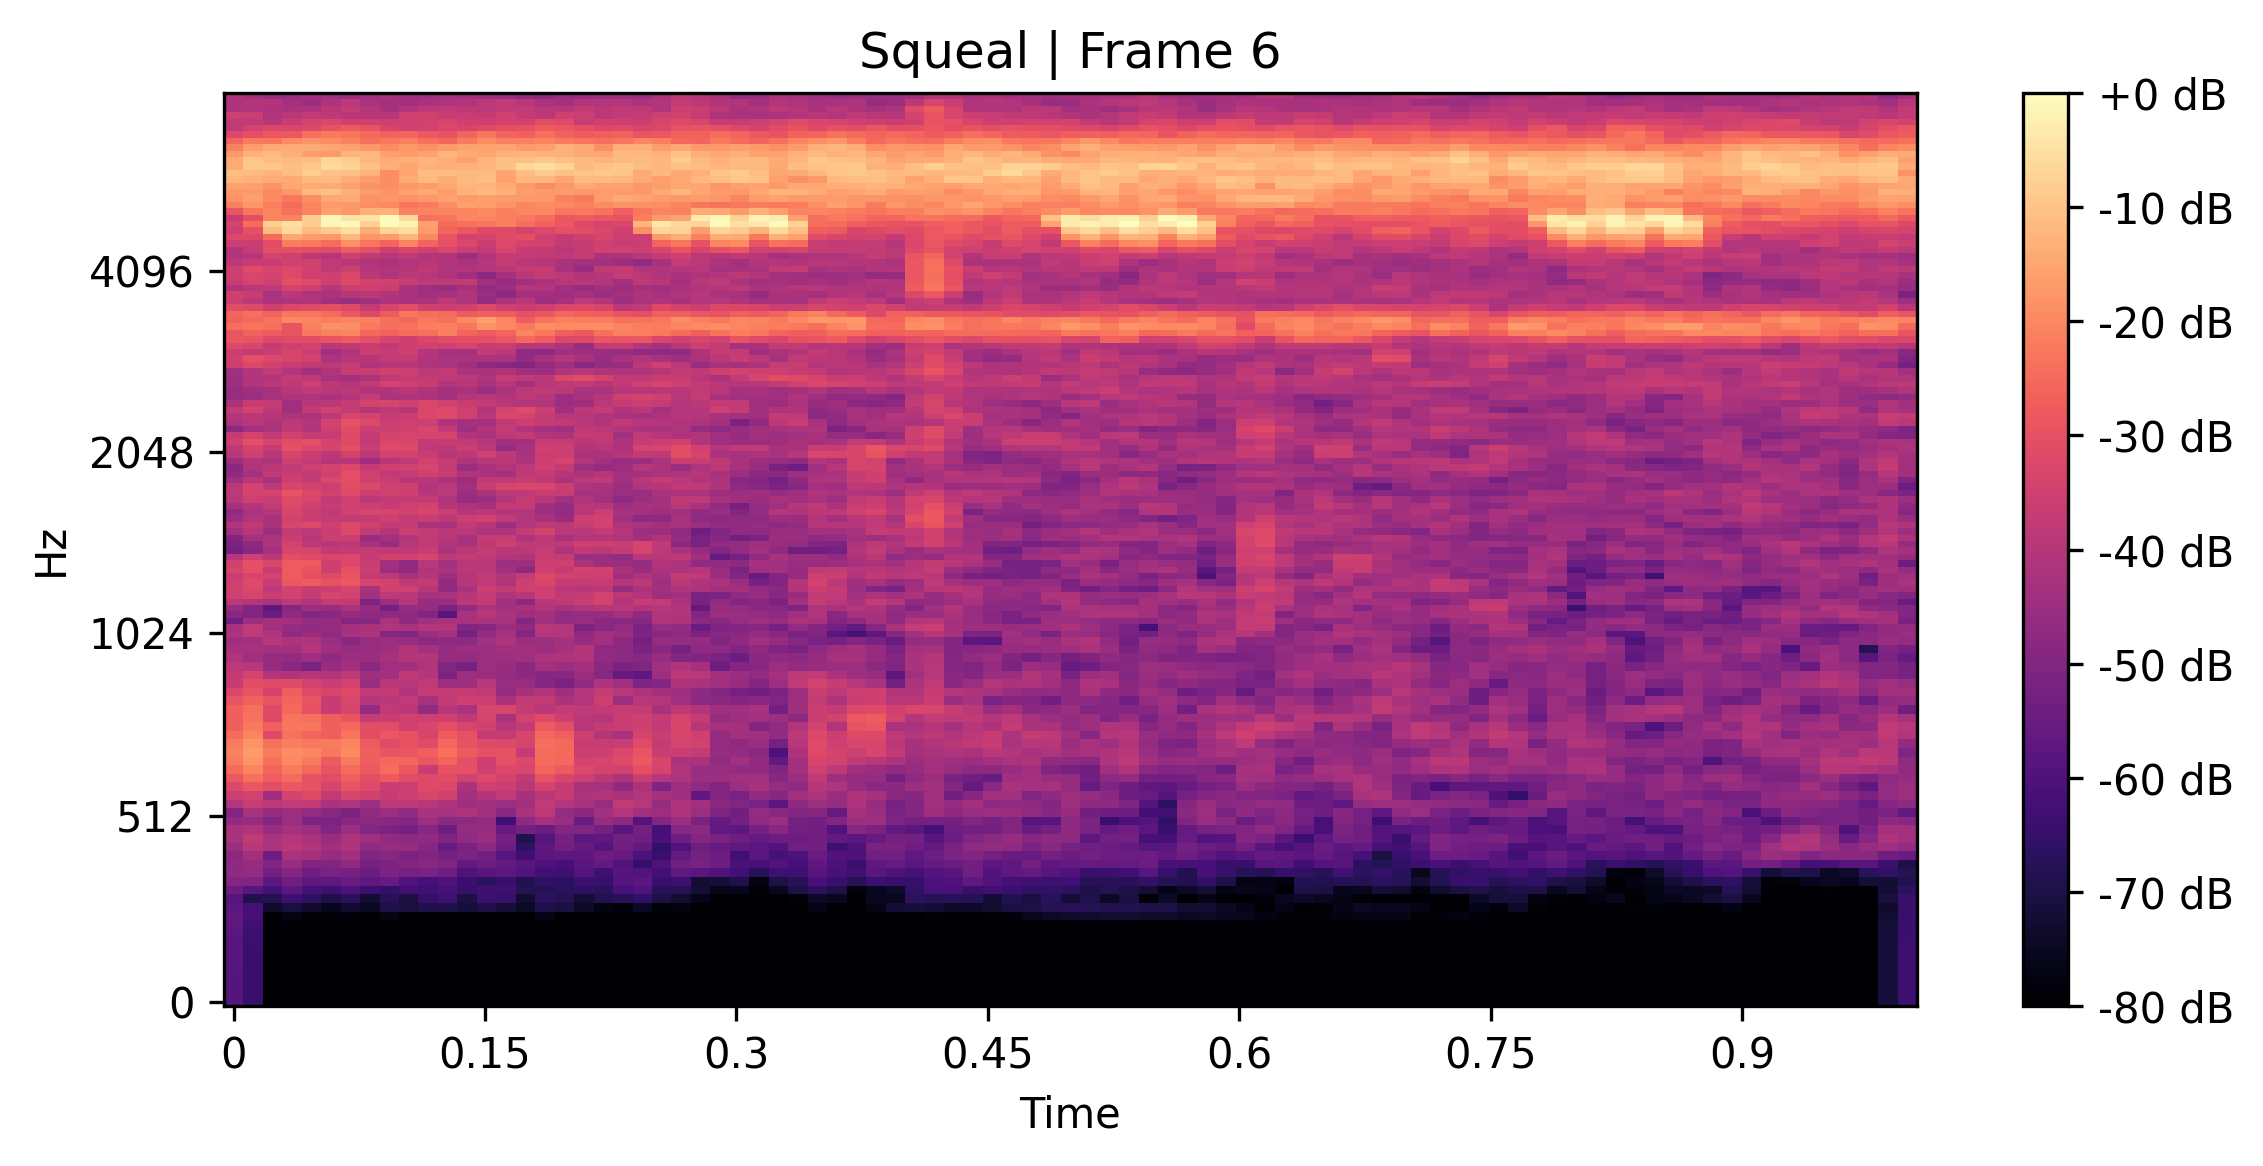 Squeal | Frame 6
+0 dB
-10 dB
-20 dB
-30 dB
-40 dB
-50 dB
-60 dB
-70 dB
-80 dB
Hz
4096
2048
1024
512
0
0 0.15 0.3 0.45 0.6 0.75 0.9
Time